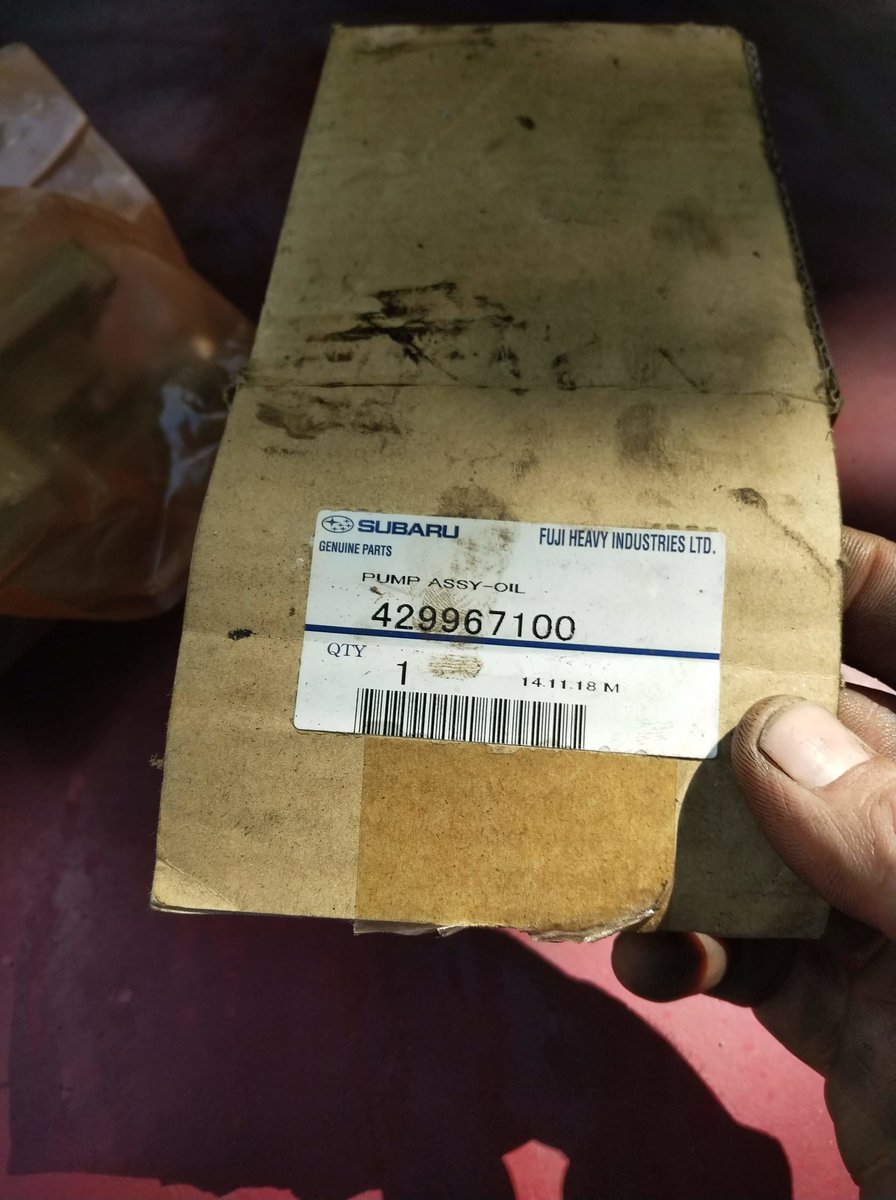 SUBARU
FUJI HEAVY INDUSTRIES LTD.
GENUINE PARTS
PUMP ASSY-OIL
429967100
QTY
1
14.11.18 M